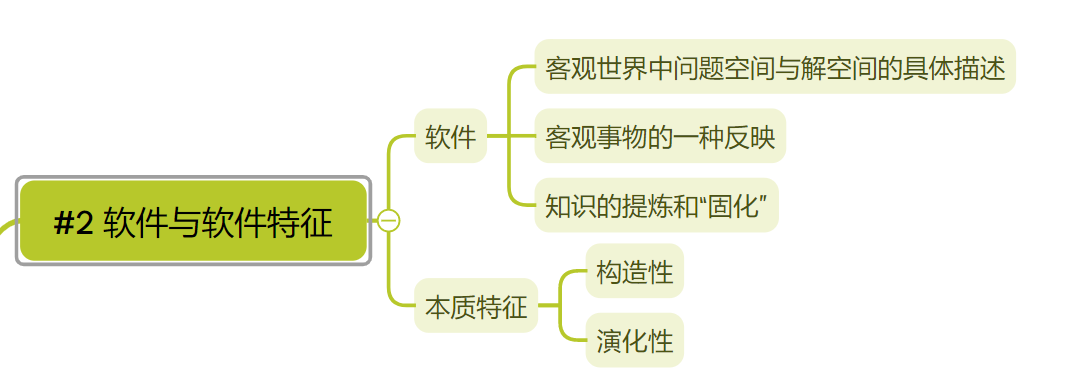 客观世界中问题空间与解空间的具体描述
软件
客观事物的一种反映
知识的提炼和“固化”
#2 软件与软件特征
构造性
本质特征
演化性